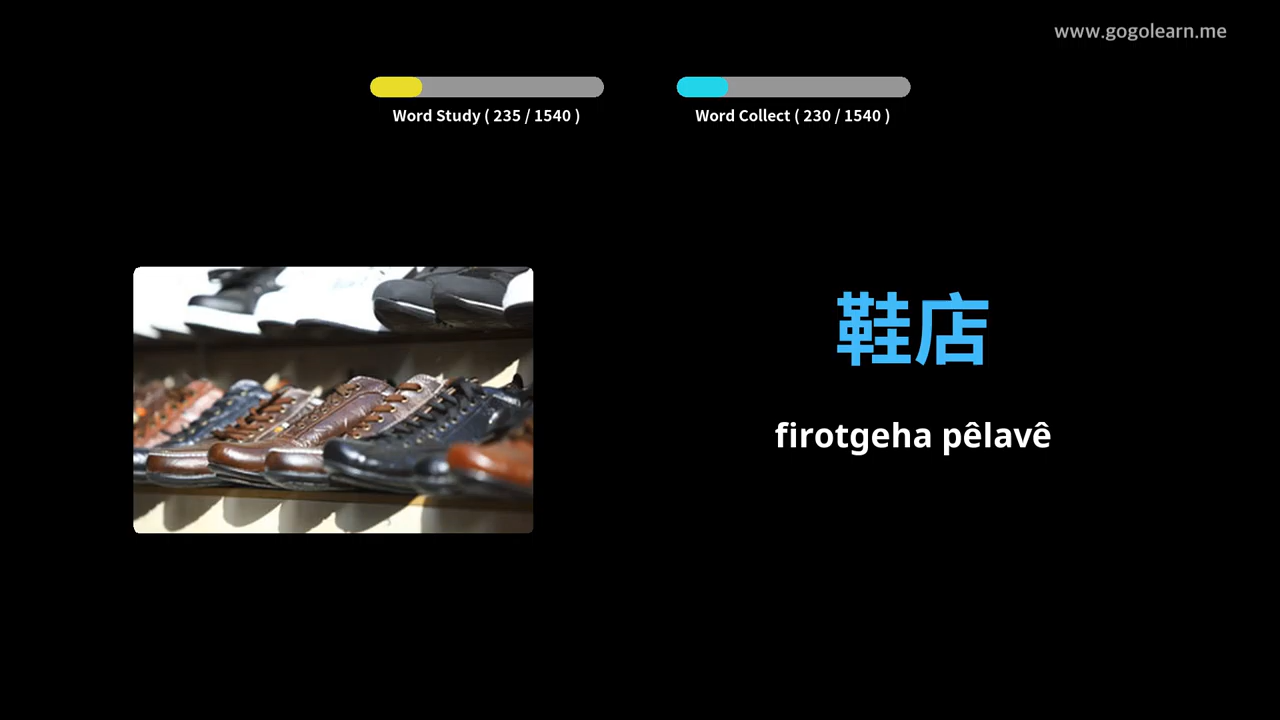 www.gogolearn.me
Word Study ( 235 / 1540 )
Word Collect ( 230 / 1540 )
鞋店
firotgeha pêlavê